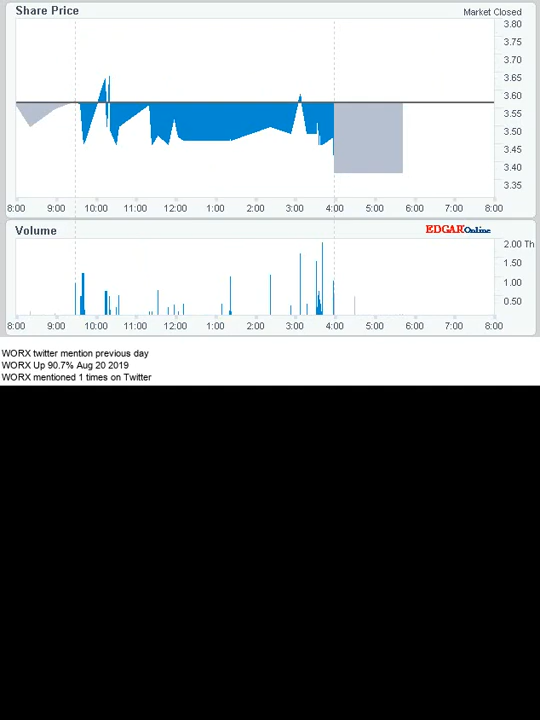 Share Price
Market Closed
3.80
3.75
3.70
3.65
3.60
3.55
3.50
3.45
3.40
3.35
8:00 9:00 10:00 11:00 12:00 1:00 2:00 3:00 4:00 5:00 6:00 7:00 8:00
Volume
EDGAR Online
2.00 Th
1.50
1.00
0.50
8:00 9:00 10:00 11:00 12:00 1:00 2:00 3:00 4:00 5:00 6:00 7:00 8:00
WORX twitter mention previous day
WORX Up 90.7% Aug 20 2019
WORX mentioned 1 times on Twitter